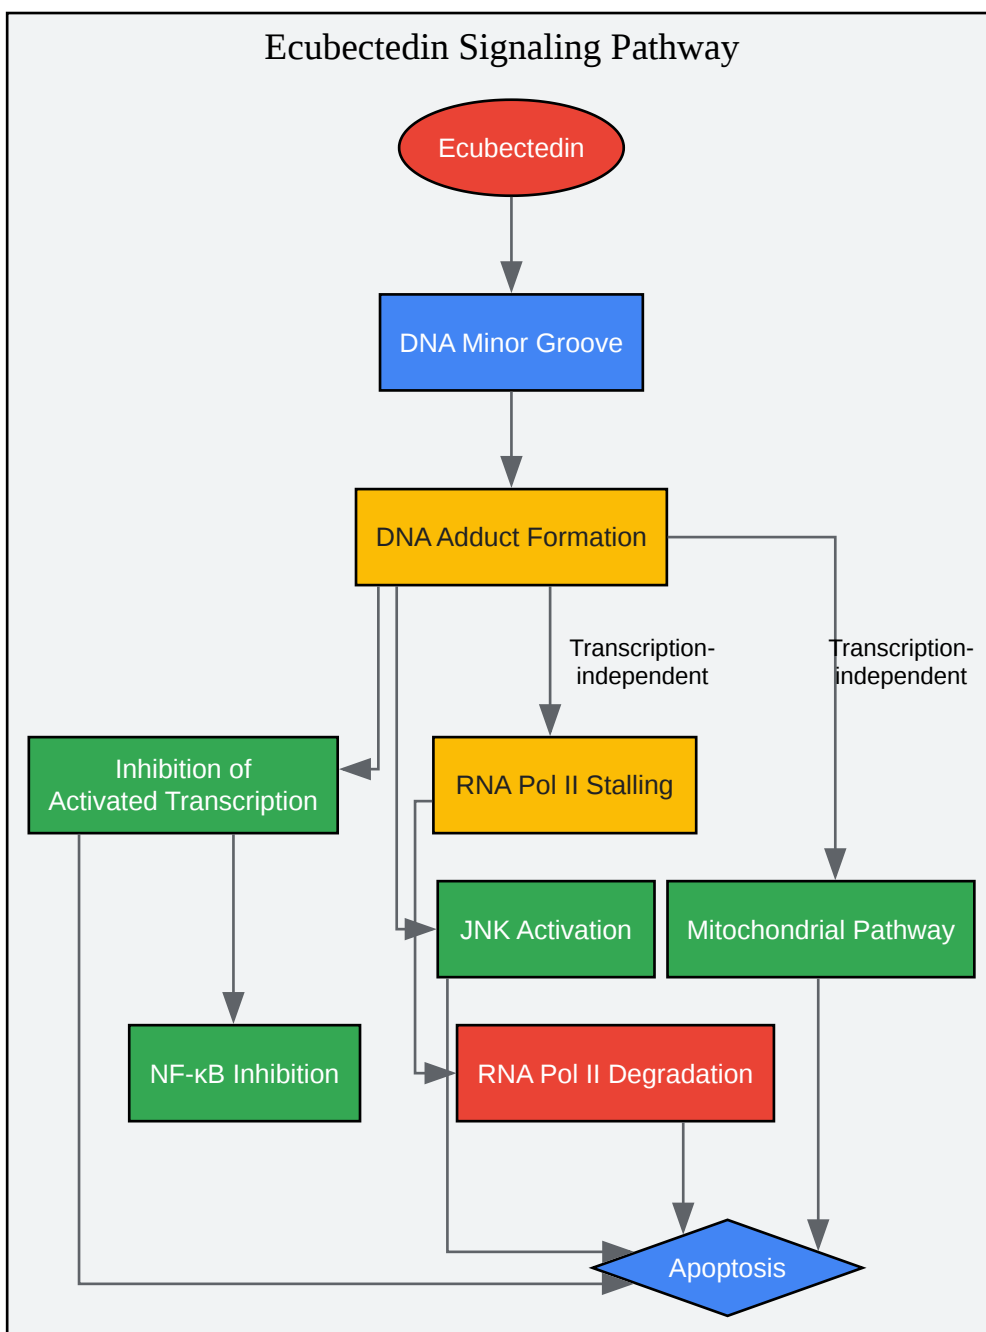 Ecubectedin Signaling Pathway
Ecubectedin
DNA Minor Groove
DNA Adduct Formation
Transcription-
independent
Transcription-
independent
Inhibition of
Activated Transcription
RNA Pol II Stalling
JNK Activation
Mitochondrial Pathway
NF-κB Inhibition
RNA Pol II Degradation
Apoptosis